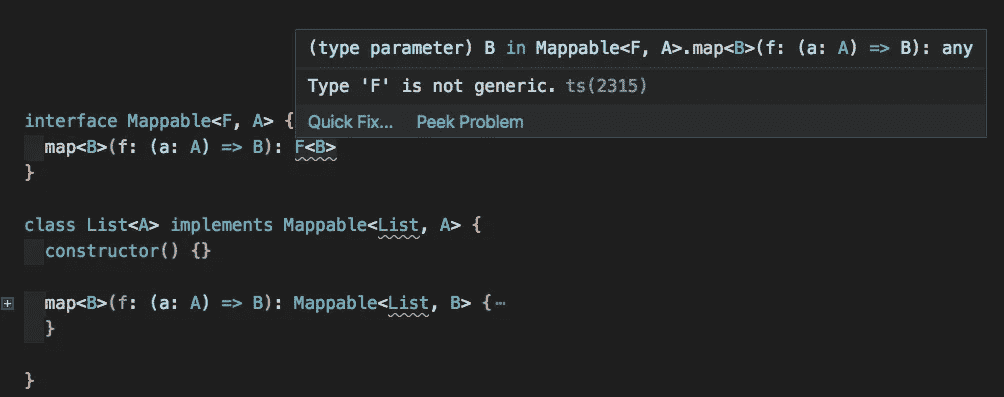 (type parameter) B in Mappable<F, A>.map<B>(f: (a: A) => B): any
Type 'F' is not generic. ts(2315)
Quick Fix... Peek Problem
interface Mappable<F, A> {
map<B>(f: (a: A) => B): F<B>
}
class List<A> implements Mappable<List, A> {
constructor() {}
map<B>(f: (a: A) => B): Mappable<List, B> {⋯
}
}